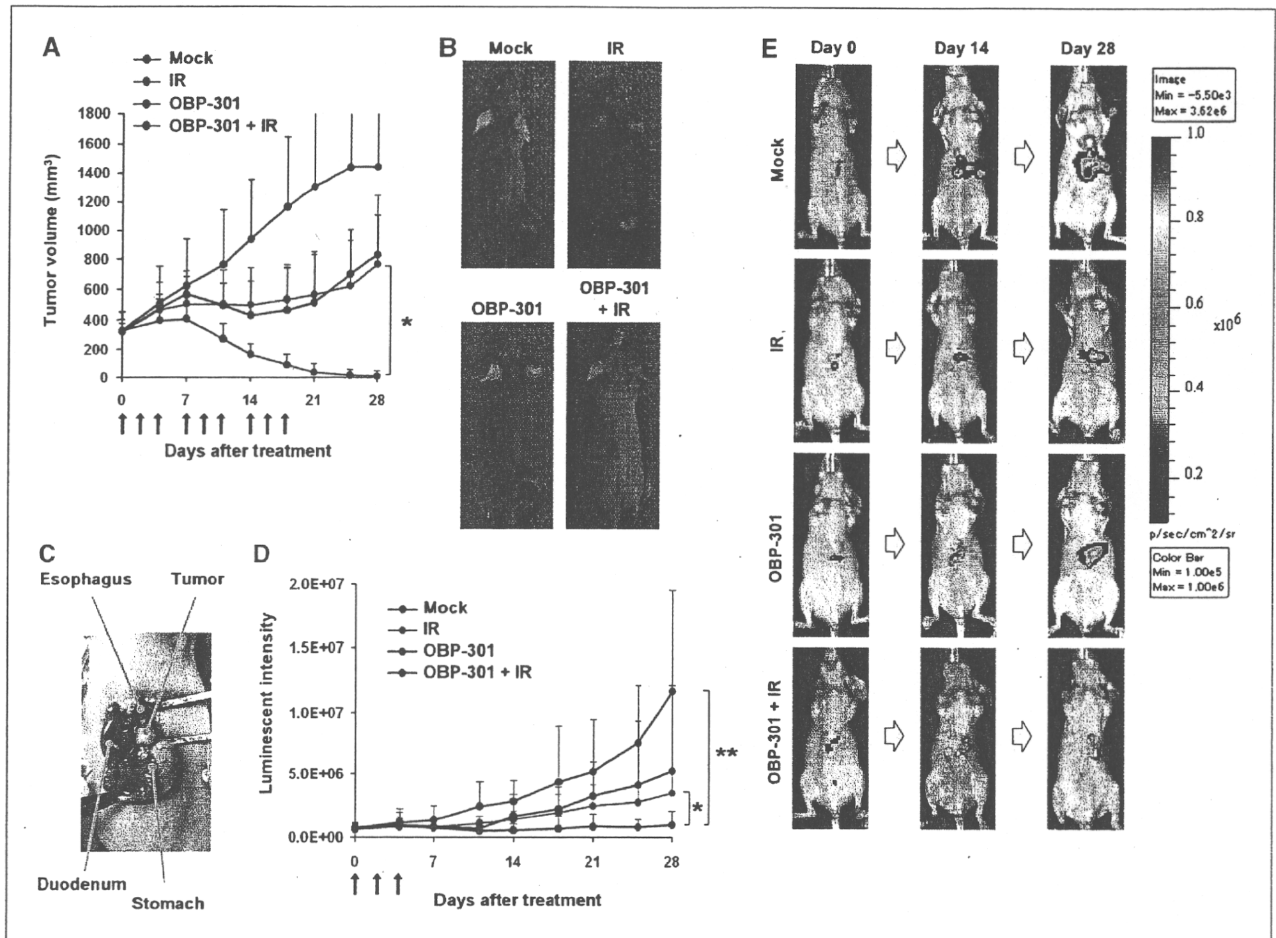 A
Mock
IR
OBP-301
OBP-301 + IR
Tumor volume (mm³)
1800
1600
1400
1200
1000
800
600
400
200
0
*
0 7 14 21 28
Days after treatment
B
Mock IR
OBP-301 OBP-301
+ IR
C
Esophagus Tumor
Duodenum
Stomach
D
Mock
IR
OBP-301
OBP-301 + IR
Luminescent intensity
2.0E+07
1.5E+07
1.0E+07
5.0E+06
0.0E+00
**
*
0 7 14 21 28
Days after treatment
E
Day 0 Day 14 Day 28
Mock
IR
OBP-301
OBP-301 + IR
Image
Min = -5.50e3
Max = 3.62e6
1.0
0.8
0.6
x10⁶
0.4
0.2
p/sec/cm^2/sr
Color Bar
Min = 1.00e5
Max = 1.00e6